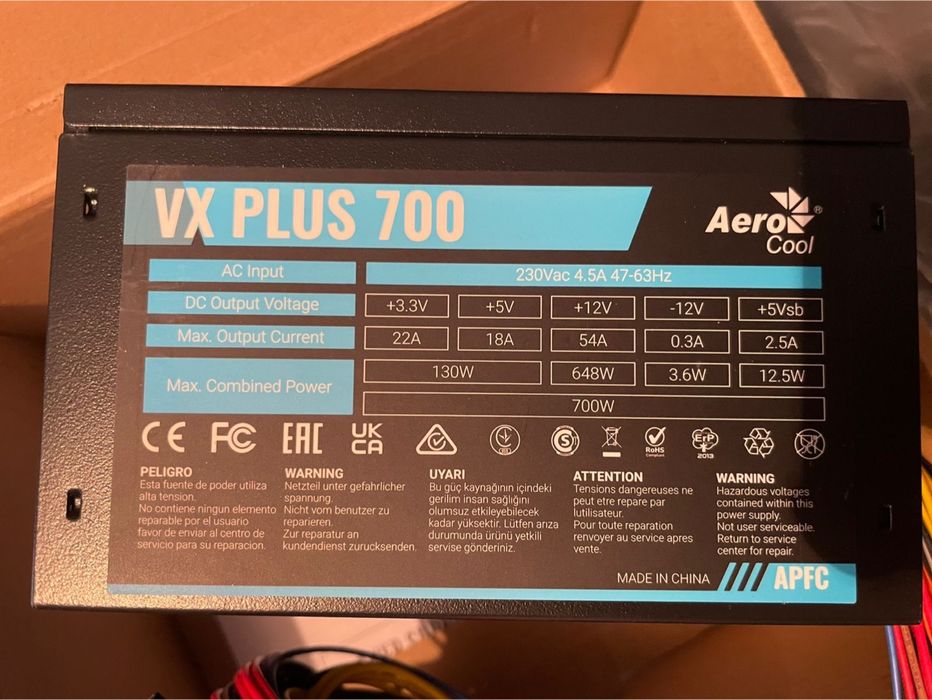 VX PLUS 700
Aero
Cool
®
AC Input
230Vac 4.5A 47-63Hz
DC Output Voltage
+3.3V +5V +12V -12V +5Vsb
Max. Output Current
22A 18A 54A 0.3A 2.5A
Max. Combined Power
130W 648W 3.6W 12.5W
700W
CE FC EAC UK
CA
S
RoHS
Compliant
ErP
2013
PELIGRO
Esta fuente de poder utiliza
alta tension.
No contiene ningun elemento
reparable por el usuario
favor de enviar al centro de
servicio para su reparacion.
WARNING
Netzteil unter gefahrlicher
spannung.
Nicht vom benutzer zu
reparieren.
Zur reparatur an
kundendienst zurucksenden.
UYARI
Bu güç kaynağının içindeki
gerilim insan sağlığını
olumsuz etkileyebilecek
kadar yüksektir. Lütfen arıza
durumunda ürünü yetkili
servise gönderiniz.
ATTENTION
Tensions dangereuses ne
peut etre repare par
lutilisateur.
Pour toute reparation
renvoyer au service apres
vente.
WARNING
Hazardous voltages
contained within this
power supply.
Not user serviceable.
Return to service
center for repair.
MADE IN CHINA
APFC